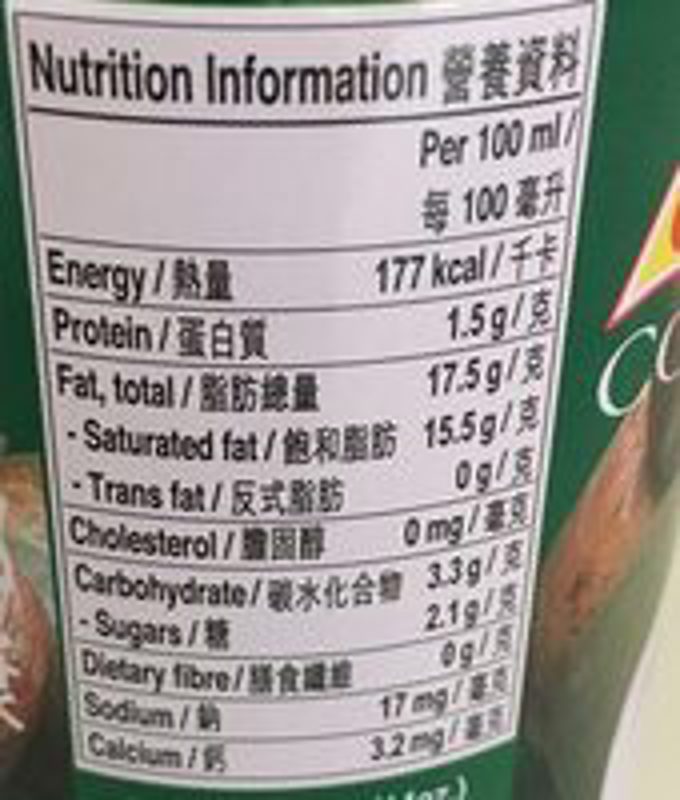 Nutrition Information 營養資料
Per 100 ml /
每 100 毫升
Energy / 熱量 177 kcal / 千卡
Protein / 蛋白質 1.5 g / 克
Fat, total / 脂肪總量 17.5 g / 克
- Saturated fat / 飽和脂肪 15.5 g / 克
- Trans fat / 反式脂肪 0 g / 克
Cholesterol / 膽固醇 0 mg / 毫克
Carbohydrate / 碳水化合物 3.3 g / 克
- Sugars / 糖 2.1 g / 克
Dietary fibre / 膳食纖維 0 g / 克
Sodium / 鈉 17 mg / 毫克
Calcium / 鈣 3.2 mg / 毫克